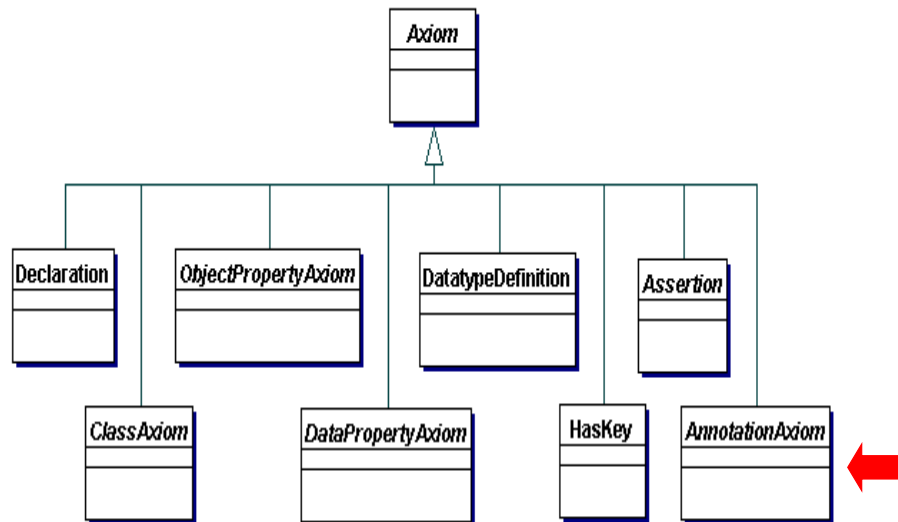 Axiom
Declaration
ObjectPropertyAxiom
DatatypeDefinition
Assertion
ClassAxiom
DataPropertyAxiom
HasKey
AnnotationAxiom